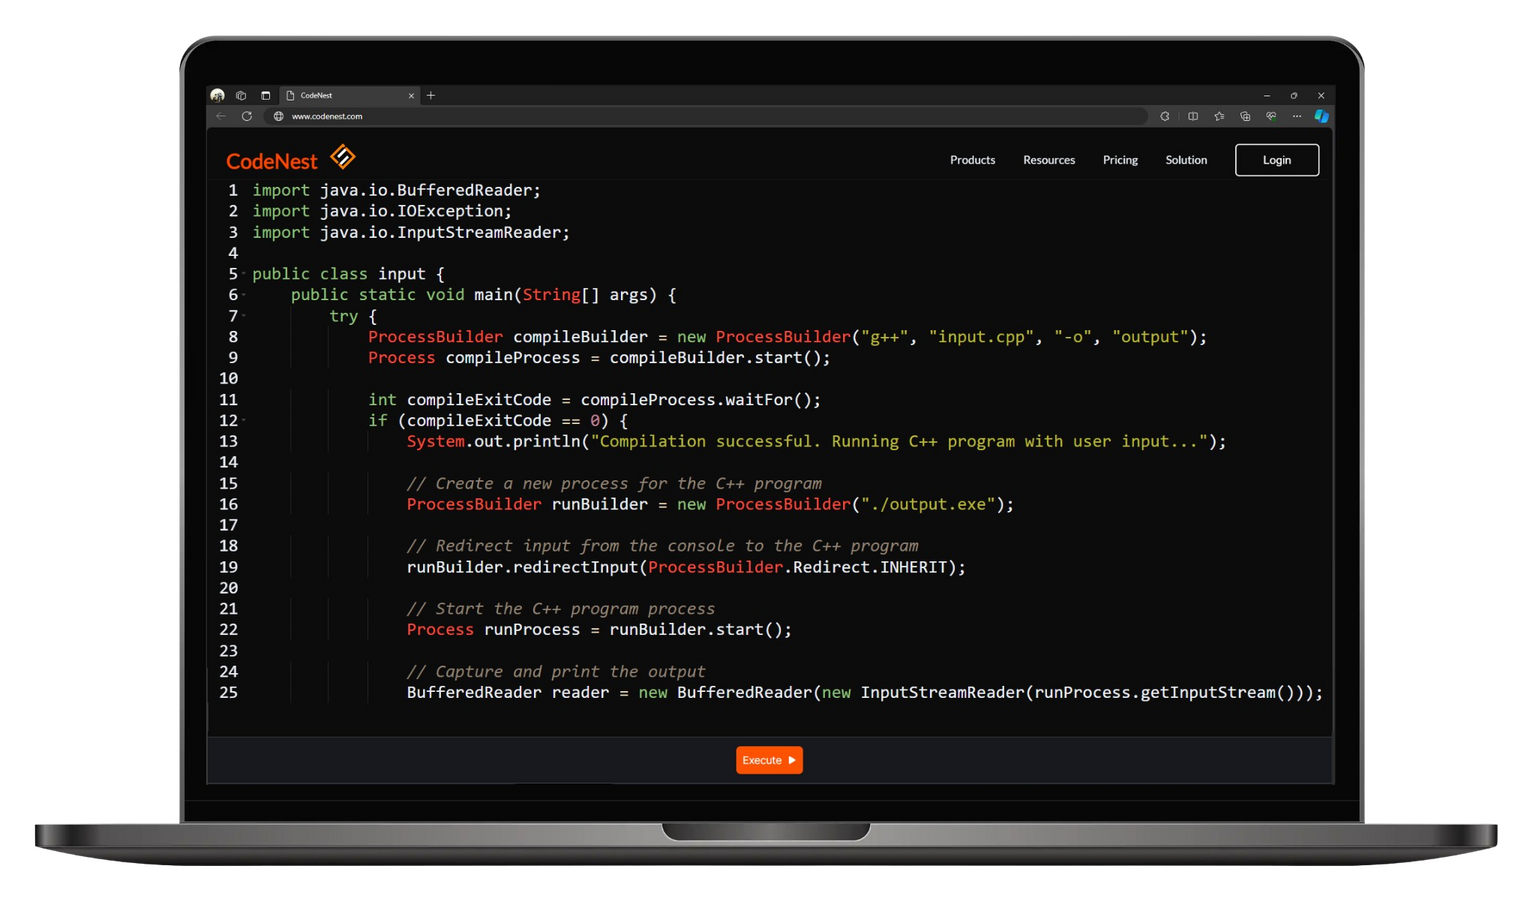 CodeNest
www.codenest.com
CodeNest
Products Resources Pricing Solution Login
1 import java.io.BufferedReader;
2 import java.io.IOException;
3 import java.io.InputStreamReader;
4
5 public class input {
6     public static void main(String[] args) {
7         try {
8             ProcessBuilder compileBuilder = new ProcessBuilder("g++", "input.cpp", "-o", "output");
9             Process compileProcess = compileBuilder.start();
10
11             int compileExitCode = compileProcess.waitFor();
12             if (compileExitCode == 0) {
13                 System.out.println("Compilation successful. Running C++ program with user input...");
14
15                 // Create a new process for the C++ program
16                 ProcessBuilder runBuilder = new ProcessBuilder("./output.exe");
17
18                 // Redirect input from the console to the C++ program
19                 runBuilder.redirectInput(ProcessBuilder.Redirect.INHERIT);
20
21                 // Start the C++ program process
22                 Process runProcess = runBuilder.start();
23
24                 // Capture and print the output
25                 BufferedReader reader = new BufferedReader(new InputStreamReader(runProcess.getInputStream()));
Execute